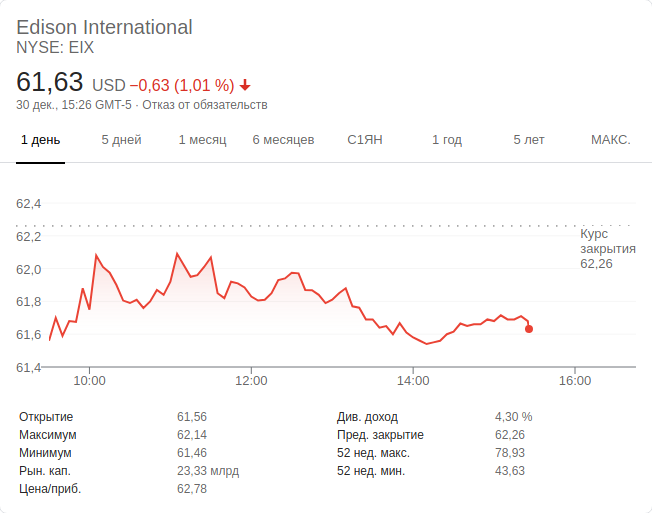 Edison International
NYSE: EIX
61,63 USD −0,63 (1,01 %)
30 дек., 15:26 GMT-5 · Отказ от обязательств
1 день 5 дней 1 месяц 6 месяцев С1ЯН 1 год 5 лет МАКС.
62,4
62,2
62,0
61,8
61,6
61,4
Курс
закрытия
62,26
10:00 12:00 14:00 16:00
Открытие 61,56 Див. доход 4,30 %
Максимум 62,14 Пред. закрытие 62,26
Минимум 61,46 52 нед. макс. 78,93
Рын. кап. 23,33 млрд 52 нед. мин. 43,63
Цена/приб. 62,78